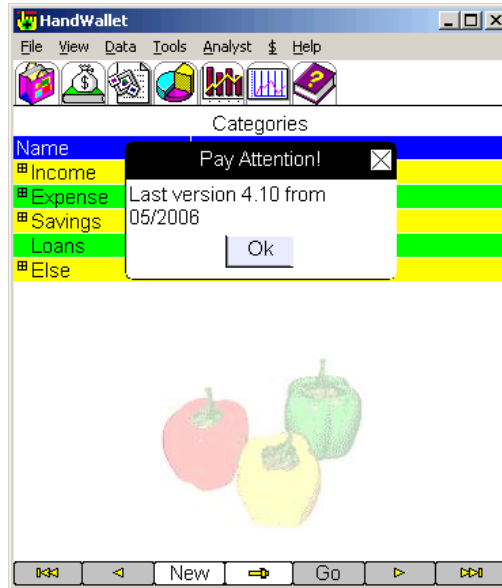 HandWallet
File View Data Tools Analyst $ Help
Categories
Name
Pay Attention!
Income
Expense
Last version 4.10 from
Savings
05/2006
Loans
Ok
Else
New
Go